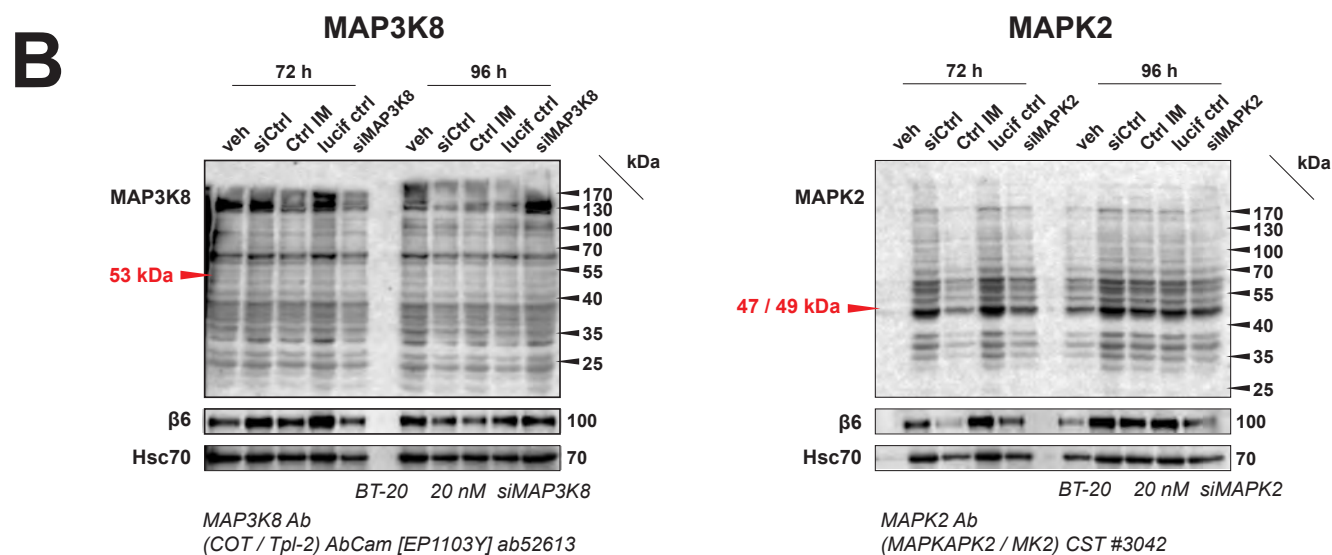 B
MAP3K8
72 h
96 h
veh
siCtrl
Ctrl IM
lucif ctrl
siMAP3K8
veh
siCtrl
Ctrl IM
lucif ctrl
siMAP3K8
kDa
MAP3K8
170
130
100
70
55
40
35
25
53 kDa
β6
100
Hsc70
70
BT-20 20 nM siMAP3K8
MAP3K8 Ab
(COT / Tpl-2) AbCam [EP1103Y] ab52613
MAPK2
72 h
96 h
veh
siCtrl
Ctrl IM
lucif ctrl
siMAPK2
veh
siCtrl
Ctrl IM
lucif ctrl
siMAPK2
kDa
MAPK2
170
130
100
70
55
40
35
25
47 / 49 kDa
β6
100
Hsc70
70
BT-20 20 nM siMAPK2
MAPK2 Ab
(MAPKAPK2 / MK2) CST #3042